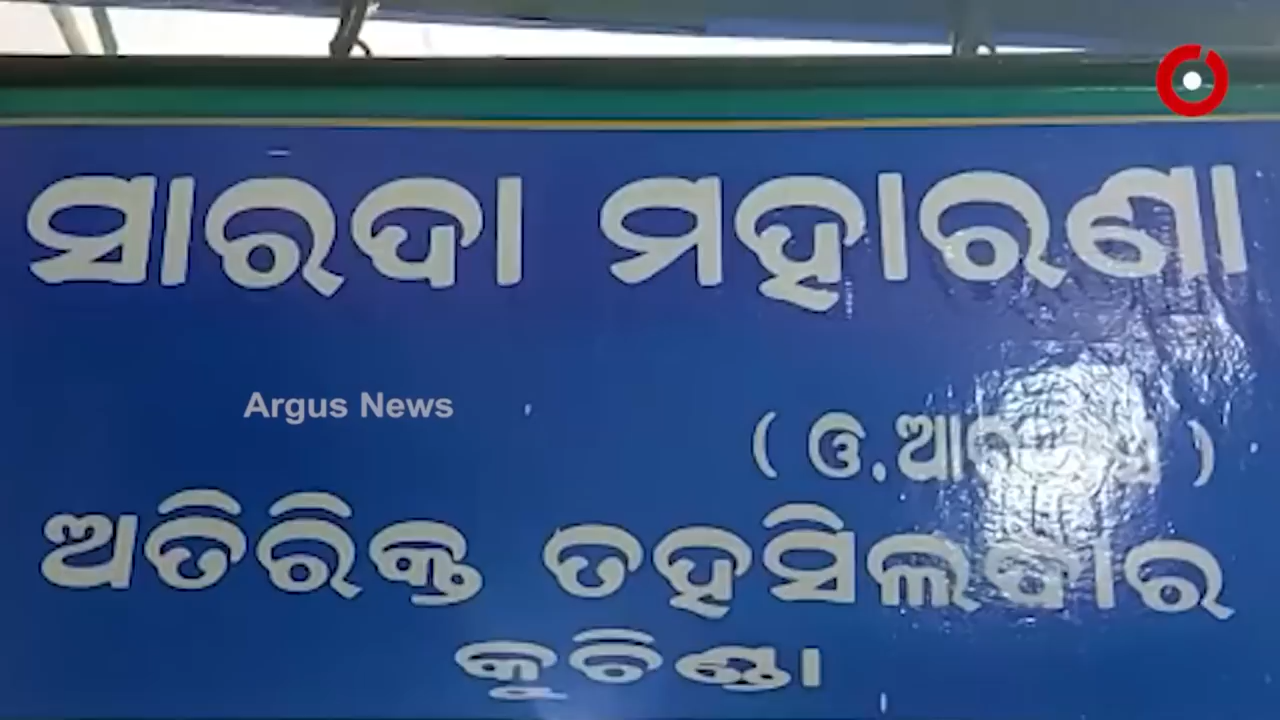 ସାରଦା ମହାରଣା
Argus News
( ଓ.ଆ
ଅତିରିକ୍ତ ତହସିଲଦାର
କୁଚିଣ୍ଡା